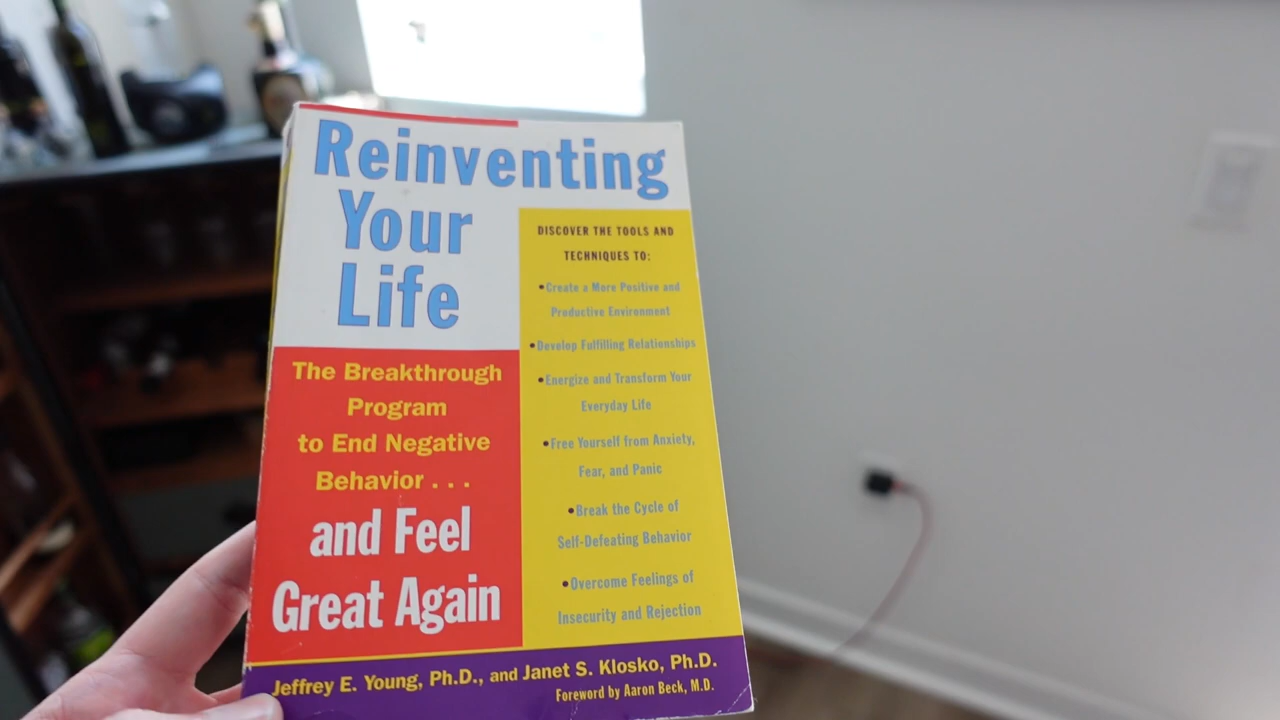 Reinventing
Your
Life
The Breakthrough
Program
to End Negative
Behavior . . .
and Feel
Great Again
DISCOVER THE TOOLS AND
TECHNIQUES TO:
•Create a More Positive and
Productive Environment
•Develop Fulfilling Relationships
•Energize and Transform Your
Everyday Life
•Free Yourself from Anxiety,
Fear, and Panic
•Break the Cycle of
Self-Defeating Behavior
•Overcome Feelings of
Insecurity and Rejection
Jeffrey E. Young, Ph.D., and Janet S. Klosko, Ph.D.
Foreword by Aaron Beck, M.D.